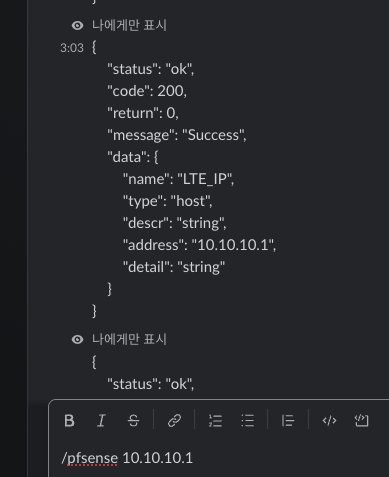 }
나에게만 표시
3:03 {
"status": "ok",
"code": 200,
"return": 0,
"message": "Success",
"data": {
"name": "LTE_IP",
"type": "host",
"descr": "string",
"address": "10.10.10.1",
"detail": "string"
}
}
나에게만 표시
{
"status": "ok",
B I S
/pfsense 10.10.10.1